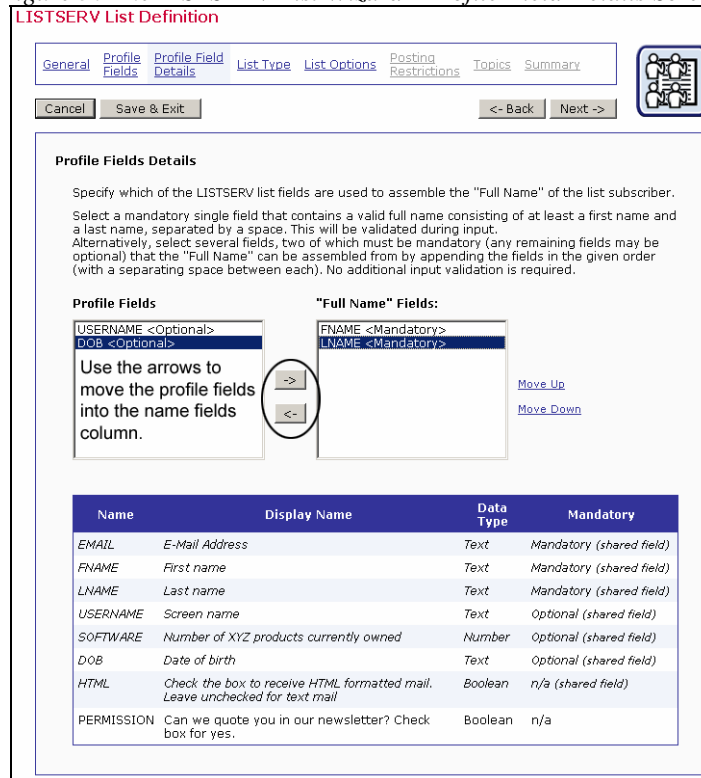 LISTSERV List Definition
General
Profile Fields
Profile Field Details
List Type
List Options
Posting Restrictions
Topics
Summary
Cancel
Save & Exit
<- Back
Next ->
Profile Fields Details
Specify which of the LISTSERV list fields are used to assemble the "Full Name" of the list subscriber.
Select a mandatory single field that contains a valid full name consisting of at least a first name and
a last name, separated by a space. This will be validated during input.
Alternatively, select several fields, two of which must be mandatory (any remaining fields may be
optional) that the "Full Name" can be assembled from by appending the fields in the given order
(with a separating space between each). No additional input validation is required.
Profile Fields
USERNAME <Optional>
DOB <Optional>
Use the arrows to
move the profile fields
into the name fields
column.
->
<-
"Full Name" Fields:
FNAME <Mandatory>
LNAME <Mandatory>
Move Up
Move Down
Name Display Name Data Type Mandatory
EMAIL E-Mail Address Text Mandatory (shared field)
FNAME First name Text Mandatory (shared field)
LNAME Last name Text Mandatory (shared field)
USERNAME Screen name Text Optional (shared field)
SOFTWARE Number of XYZ products currently owned Number Optional (shared field)
DOB Date of birth Text Optional (shared field)
HTML Check the box to receive HTML formatted mail. Boolean n/a (shared field)
Leave unchecked for text mail
PERMISSION Can we quote you in our newsletter? Check Boolean n/a
box for yes.